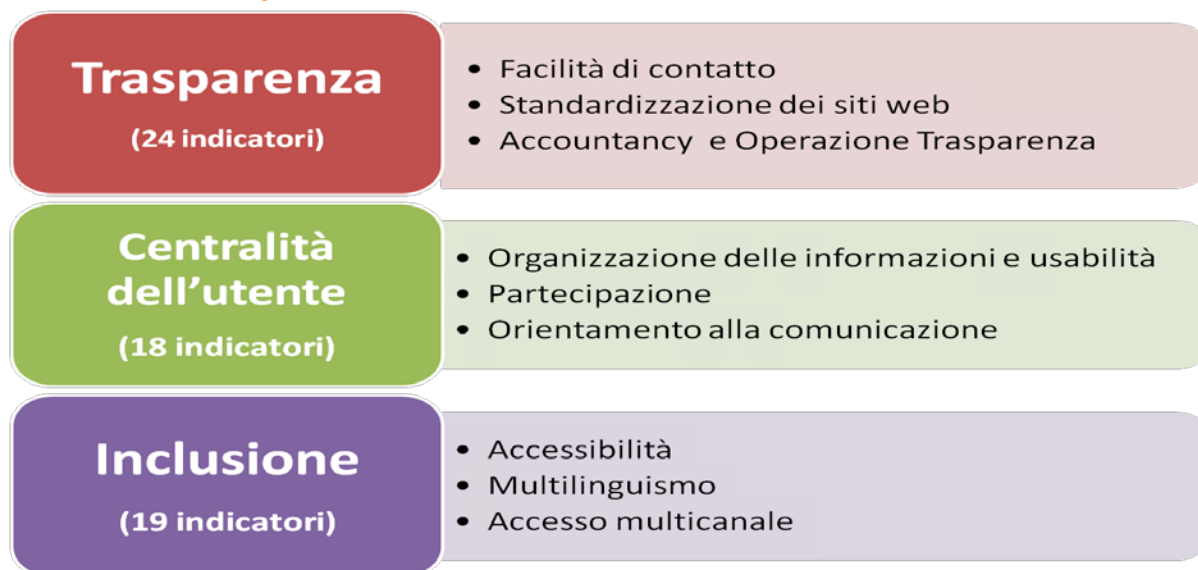 Trasparenza
(24 indicatori)
• Facilità di contatto
• Standardizzazione dei siti web
• Accountancy e Operazione Trasparenza
Centralità
dell’utente
(18 indicatori)
• Organizzazione delle informazioni e usabilità
• Partecipazione
• Orientamento alla comunicazione
Inclusione
(19 indicatori)
• Accessibilità
• Multilinguismo
• Accesso multicanale